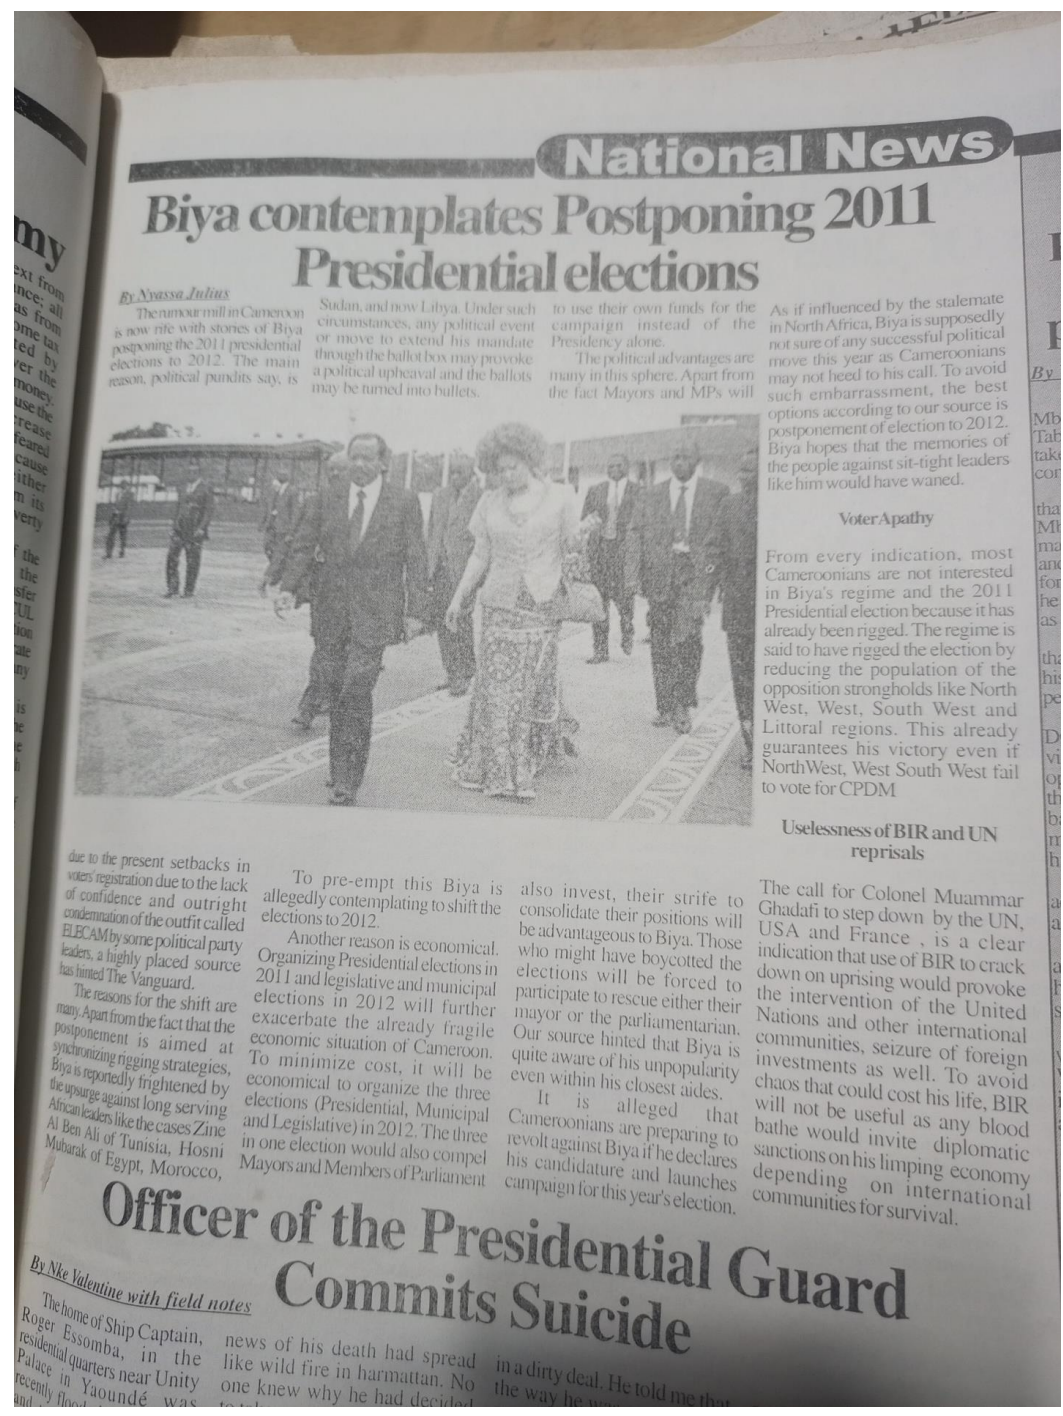 National News
Biya contemplates Postponing 2011
Presidential elections
By Nyassa Julius
The rumour mill in Cameroon
is now rife with stories of Biya
postponing the 2011 presidential
elections to 2012. The main
reason, political pundits say, is
due to the present setbacks in
voters' registration due to the lack
of confidence and outright
condemnation of the outfit called
ELECAM by some political party
leaders, a highly placed source
has hinted The Vanguard.
The reasons for the shift are
many. Apart from the fact that the
postponement is aimed at
synchronizing rigging strategies,
Biya is reportedly frightened by
the upsurge against long serving
African leaders like the cases Zine
Al Ben Ali of Tunisia, Hosni
Mubarak of Egypt, Morocco,
Sudan, and now Libya. Under such
circumstances, any political event
or move to extend his mandate
through the ballot box may provoke
a political upheaval and the ballots
may be turned into bullets.
To pre-empt this Biya is
allegedly contemplating to shift the
elections to 2012.
Another reason is economical.
Organizing Presidential elections in
2011 and legislative and municipal
elections in 2012 will further
exacerbate the already fragile
economic situation of Cameroon.
To minimize cost, it will be
economical to organize the three
elections (Presidential, Municipal
and Legislative) in 2012. The three
in one election would also compel
Mayors and Members of Parliament
to use their own funds for the
campaign instead of the
Presidency alone.
The political advantages are
many in this sphere. Apart from
the fact Mayors and MPs will
also invest, their strife to
consolidate their positions will
be advantageous to Biya. Those
who might have boycotted the
elections will be forced to
participate to rescue either their
mayor or the parliamentarian.
Our source hinted that Biya is
quite aware of his unpopularity
even within his closest aides.
It is alleged that
Cameroonians are preparing to
revolt against Biya if he declares
his candidature and launches
campaign for this year's election.
As if influenced by the stalemate
in North Africa, Biya is supposedly
not sure of any successful political
move this year as Cameroonians
may not heed to his call. To avoid
such embarrassment, the best
options according to our source is
postponement of election to 2012.
Biya hopes that the memories of
the people against sit-tight leaders
like him would have waned.
Voter Apathy
From every indication, most
Cameroonians are not interested
in Biya's regime and the 2011
Presidential election because it has
already been rigged. The regime is
said to have rigged the election by
reducing the population of the
opposition strongholds like North
West, West, South West and
Littoral regions. This already
guarantees his victory even if
NorthWest, West South West fail
to vote for CPDM
Uselessness of BIR and UN
reprisals
The call for Colonel Muammar
Ghadafi to step down by the UN,
USA and France , is a clear
indication that use of BIR to crack
down on uprising would provoke
the intervention of the United
Nations and other international
communities, seizure of foreign
investments as well. To avoid
chaos that could cost his life, BIR
will not be useful as any blood
bathe would invite diplomatic
sanctions on his limping economy
depending on international
communities for survival.
Officer of the Presidential Guard
Commits Suicide
By Nke Valentine with field notes
The home of Ship Captain,
Roger Essomba, in the
residential quarters near Unity
Palace in Yaoundé was
recently
news of his death had spread
like wild fire in harmattan. No
one knew why he had decided
in a dirty deal. He told me that
the way he